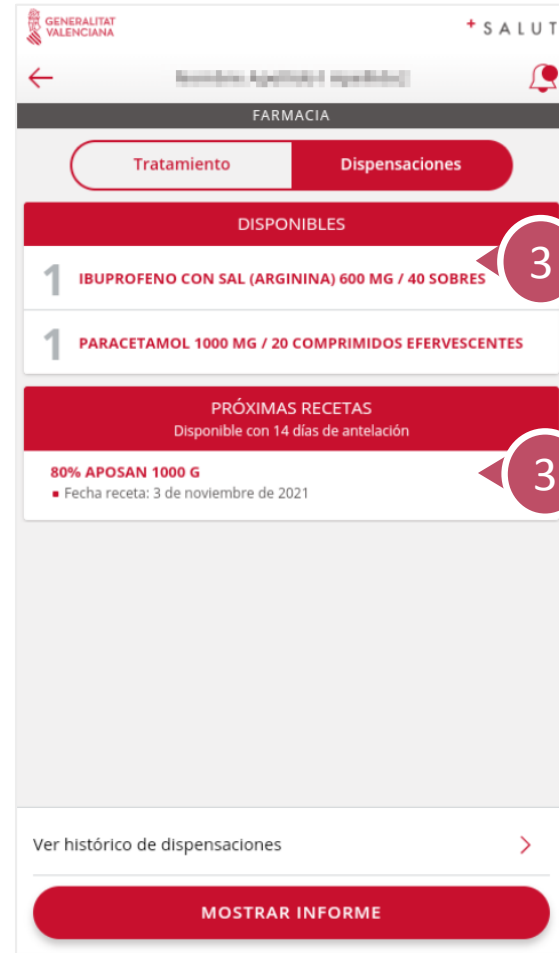 GENERALITAT
VALENCIANA
+ SALUT
FARMACIA
Tratamiento
Dispensaciones
DISPONIBLES
1 IBUPROFENO CON SAL (ARGININA) 600 MG / 40 SOBRES
3
1 PARACETAMOL 1000 MG / 20 COMPRIMIDOS EFERVESCENTES
PRÓXIMAS RECETAS
Disponible con 14 días de antelación
80% APOSAN 1000 G
▪ Fecha receta: 3 de noviembre de 2021
3
Ver histórico de dispensaciones
MOSTRAR INFORME